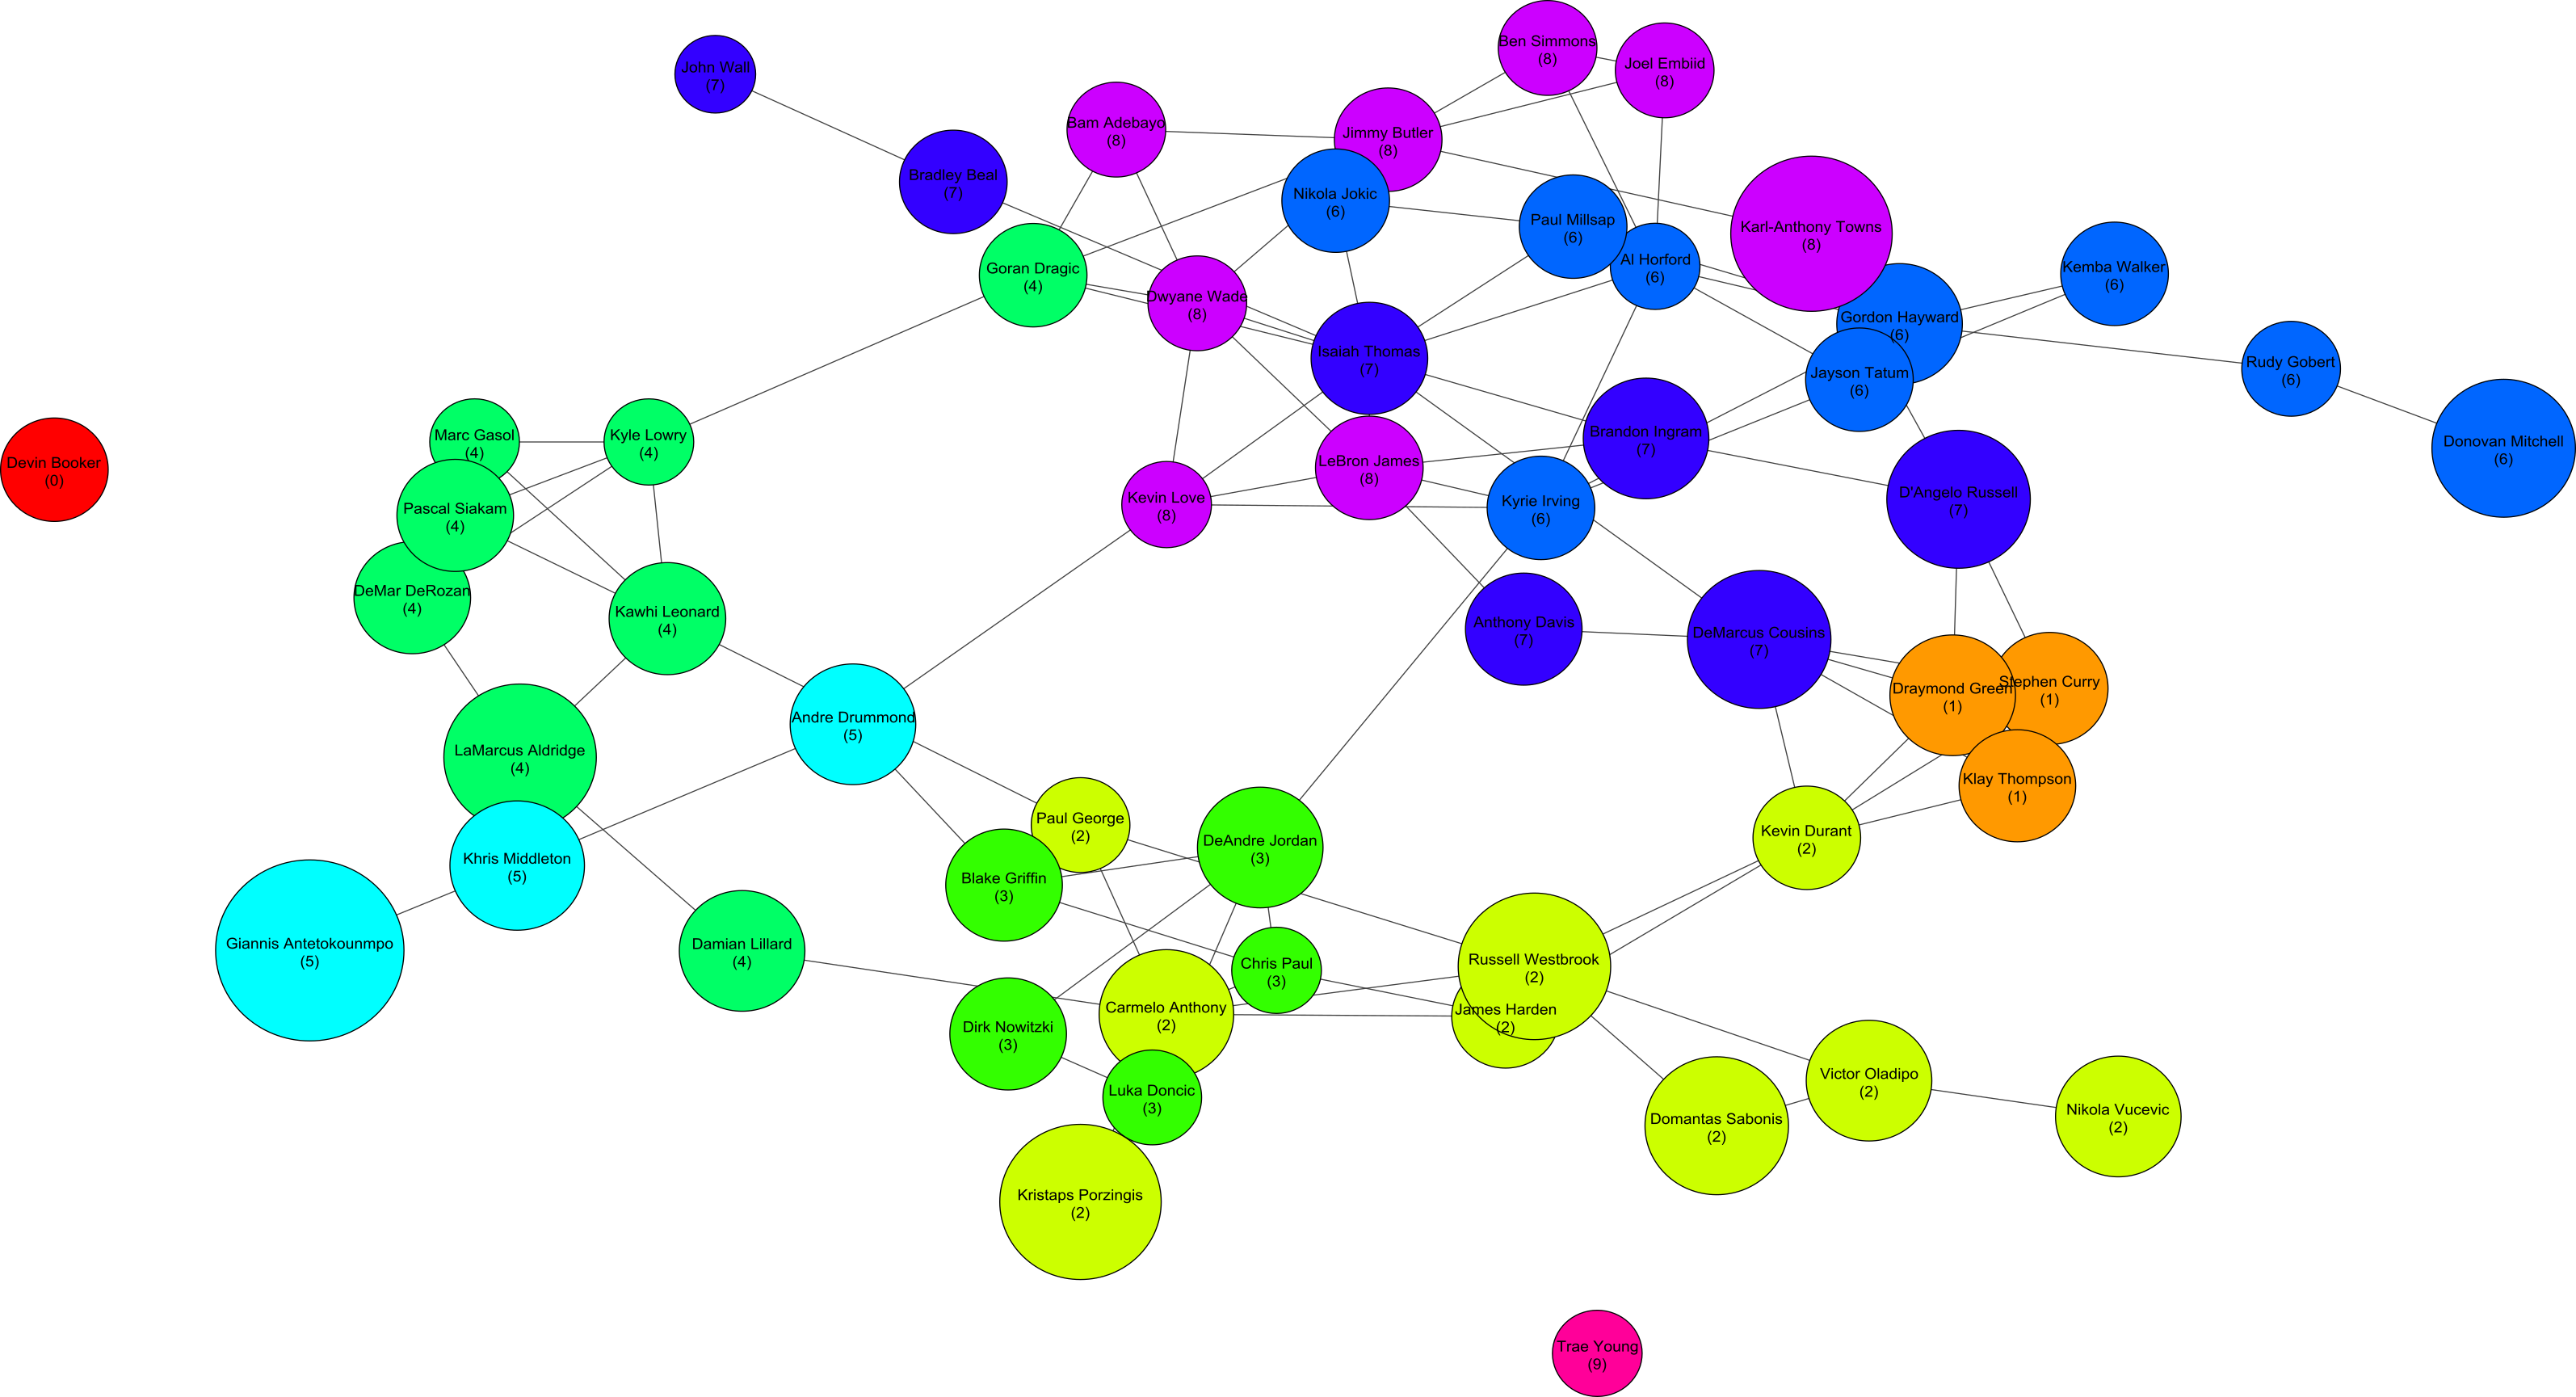 Ben Simmons
(8)
Joel Embiid
(8)
John Wall
(7)
Bam Adebayo
(8)
Jimmy Butler
(8)
Bradley Beal
(7)
Nikola Jokic
(6)
Paul Millsap
(6)
Karl-Anthony Towns
(8)
Goran Dragic
(4)
Al Horford
(6)
Kemba Walker
(6)
Dwyane Wade
(8)
Gordon Hayward
(6)
Isaiah Thomas
(7)
Rudy Gobert
(6)
Jayson Tatum
(6)
Marc Gasol
(4)
Kyle Lowry
(4)
Brandon Ingram
(7)
Donovan Mitchell
(6)
Devin Booker
(0)
LeBron James
(8)
Kevin Love
(8)
Kyrie Irving
(6)
D'Angelo Russell
(7)
Pascal Siakam
(4)
DeMar DeRozan
(4)
Kawhi Leonard
(4)
Anthony Davis
(7)
DeMarcus Cousins
(7)
Draymond Green
(1)
Stephen Curry
(1)
Andre Drummond
(5)
LaMarcus Aldridge
(4)
Klay Thompson
(1)
Paul George
(2)
Kevin Durant
(2)
DeAndre Jordan
(3)
Khris Middleton
(5)
Blake Griffin
(3)
Giannis Antetokounmpo
(5)
Damian Lillard
(4)
Chris Paul
(3)
Russell Westbrook
(2)
Carmelo Anthony
(2)
James Harden
(2)
Dirk Nowitzki
(3)
Luka Doncic
(3)
Victor Oladipo
(2)
Domantas Sabonis
(2)
Nikola Vucevic
(2)
Kristaps Porzingis
(2)
Trae Young
(9)